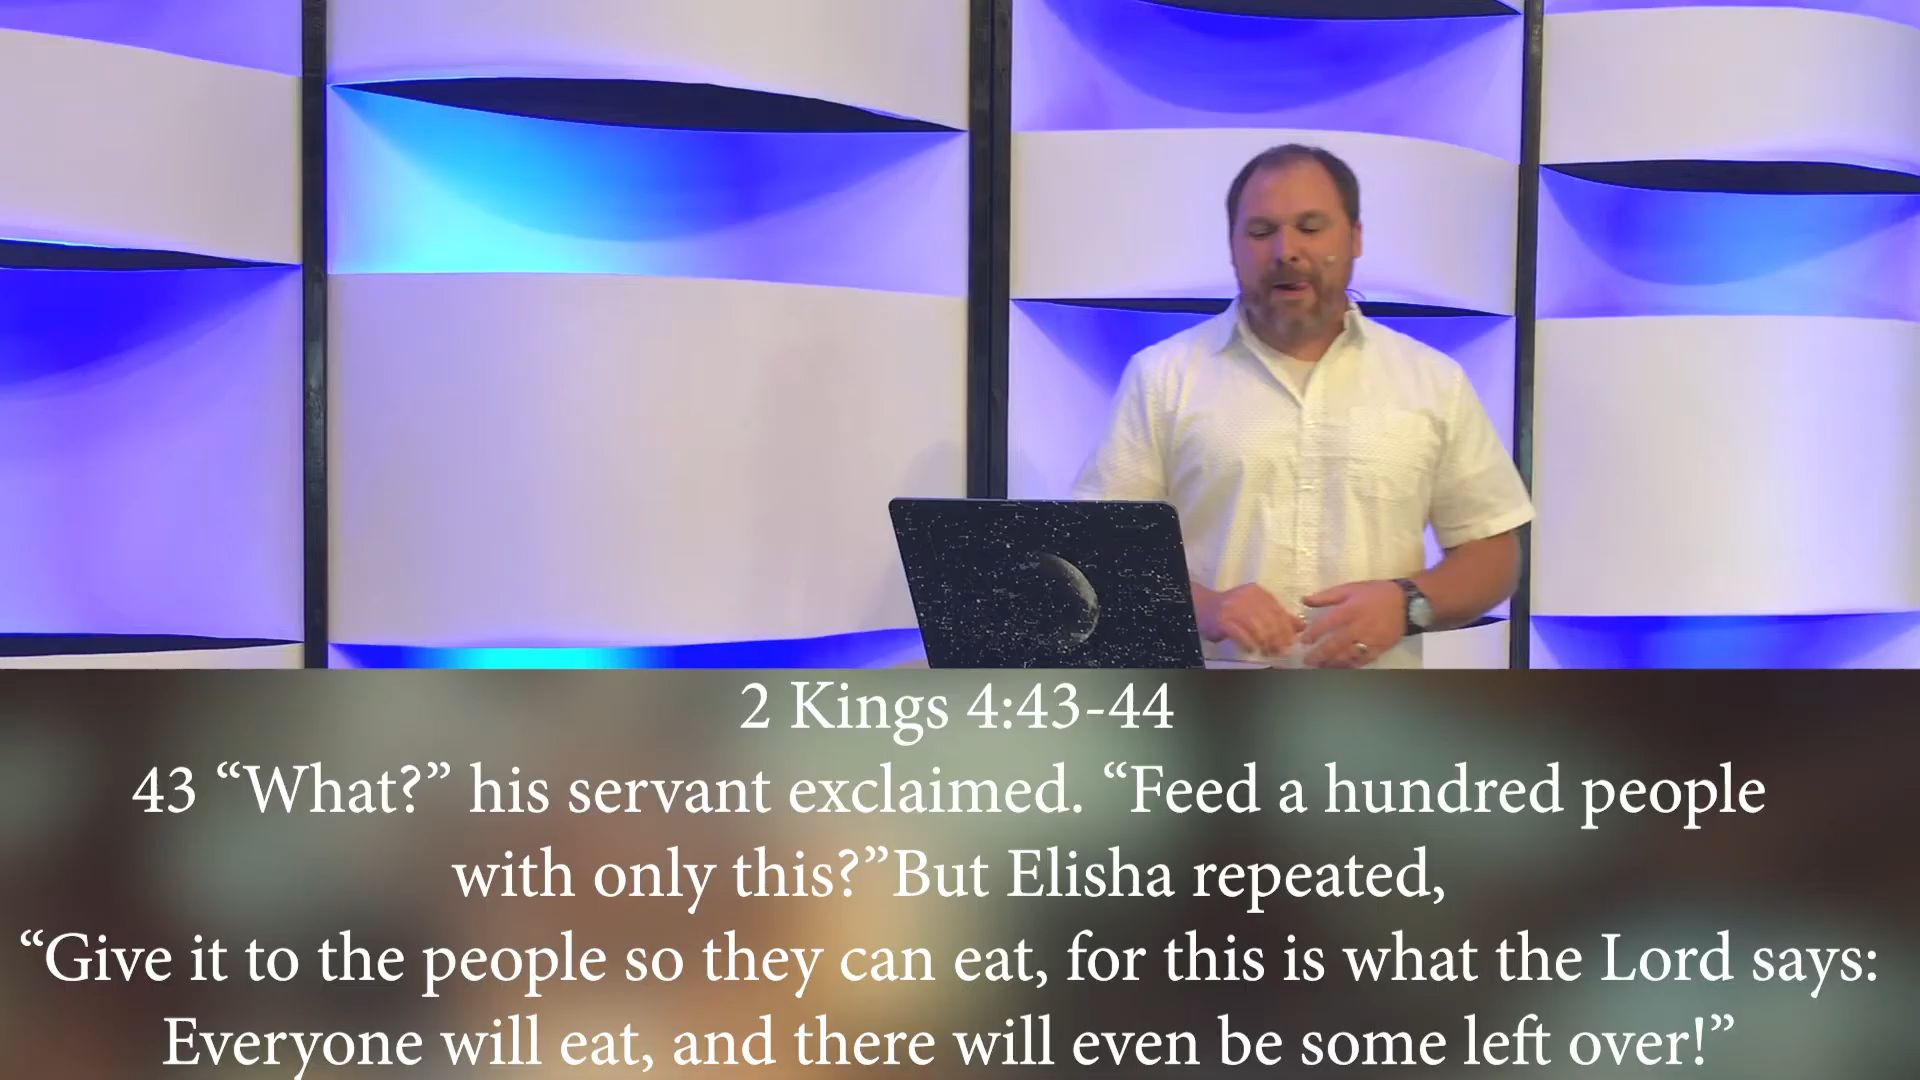 2 Kings 4:43-44
43 “What?” his servant exclaimed. “Feed a hundred people
with only this?”But Elisha repeated,
“Give it to the people so they can eat, for this is what the Lord says:
Everyone will eat, and there will even be some left over!”